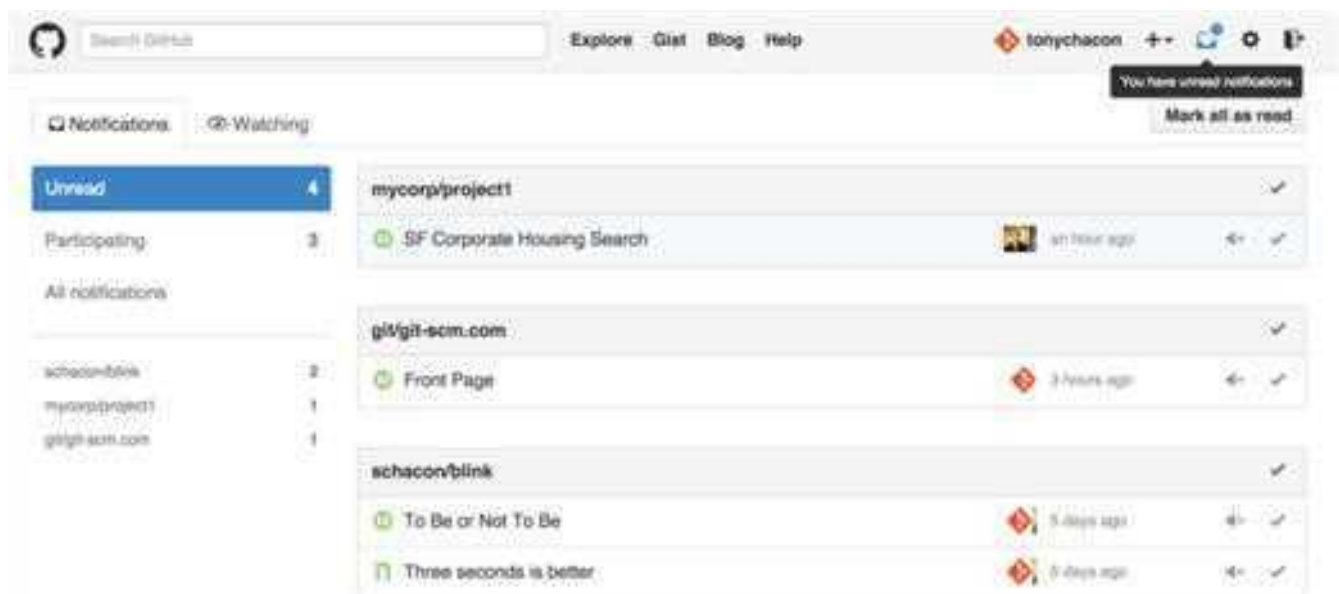 Search GitHub
Explore Gist Blog Help
tonychacon
You have unread notifications
Notifications Watching
Mark all as read
Unread 4
Participating 3
All notifications
schacon/blink 2
mycorp/project1 1
git/git-scm.com 1
mycorp/project1
SF Corporate Housing Search an hour ago
git/git-scm.com
Front Page 3 hours ago
schacon/blink
To Be or Not To Be 5 days ago
Three seconds is better 5 days ago